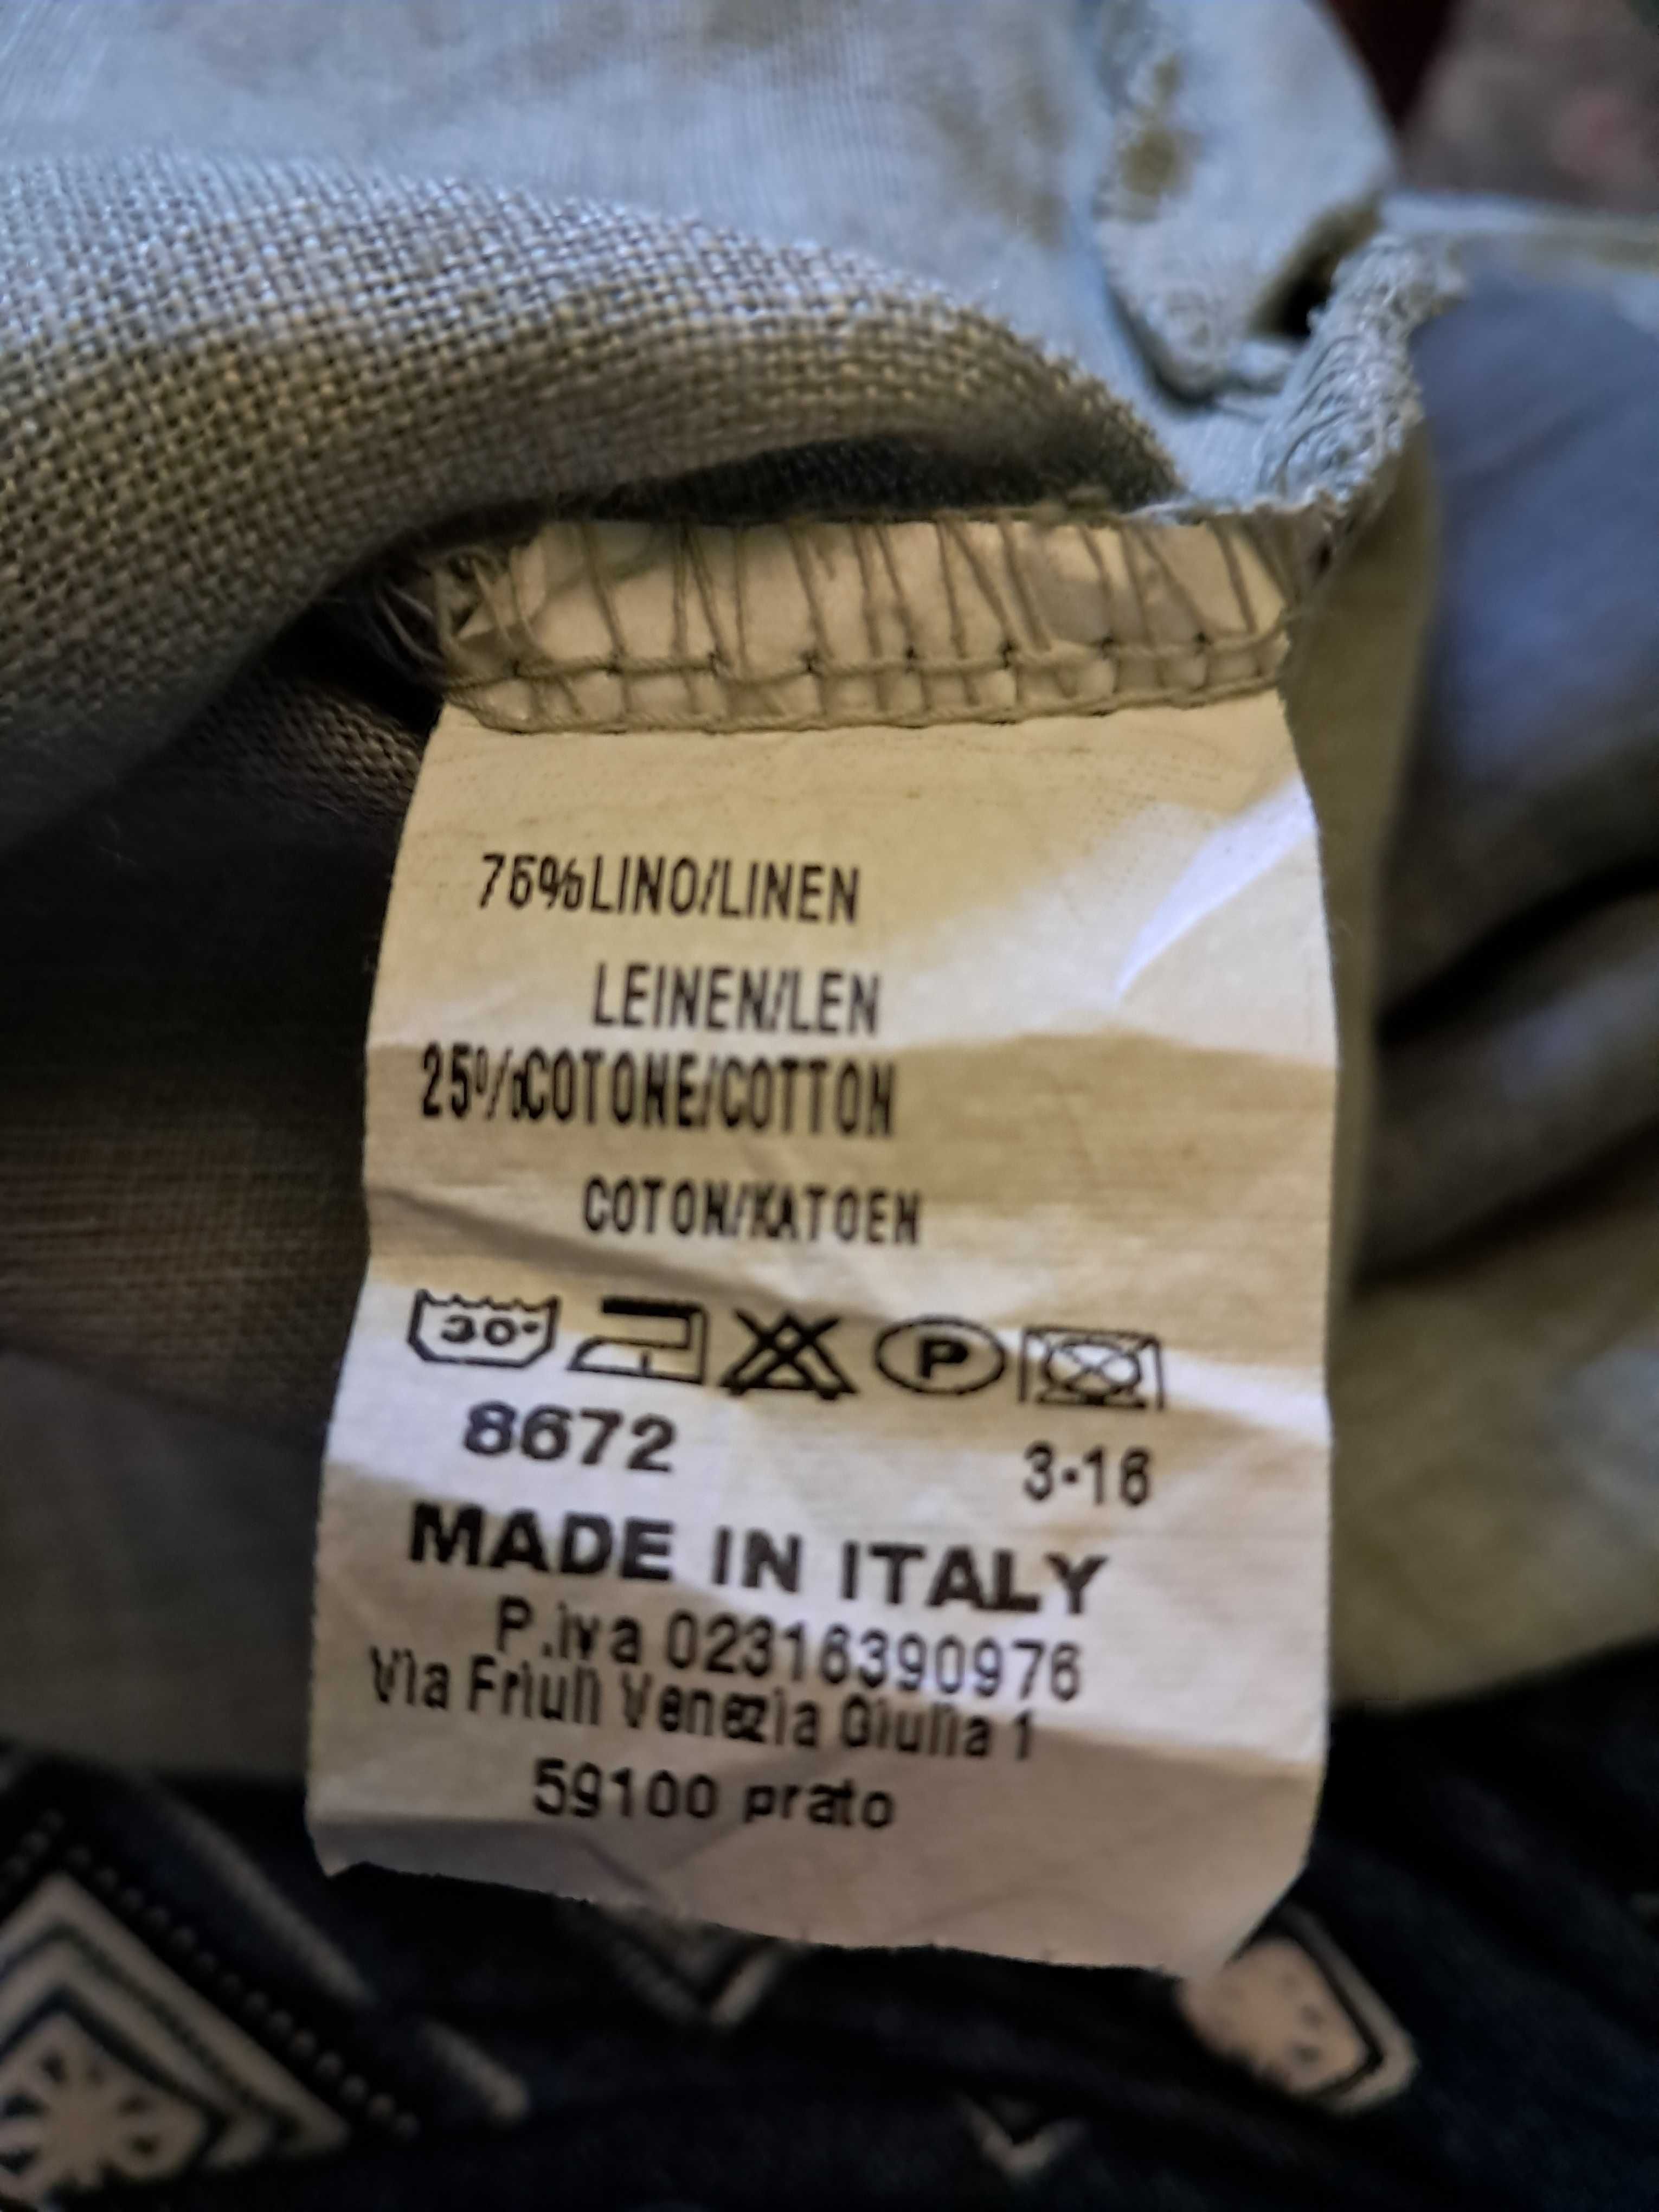 75%LINO/LINEN
LEINEN/LEN
25%COTONE/COTTON
COTON/KATOEN
30°
P
8672 3-16
MADE IN ITALY
P.iva 02316390976
Via Friuli Venezia Giulia 1
59100 prato